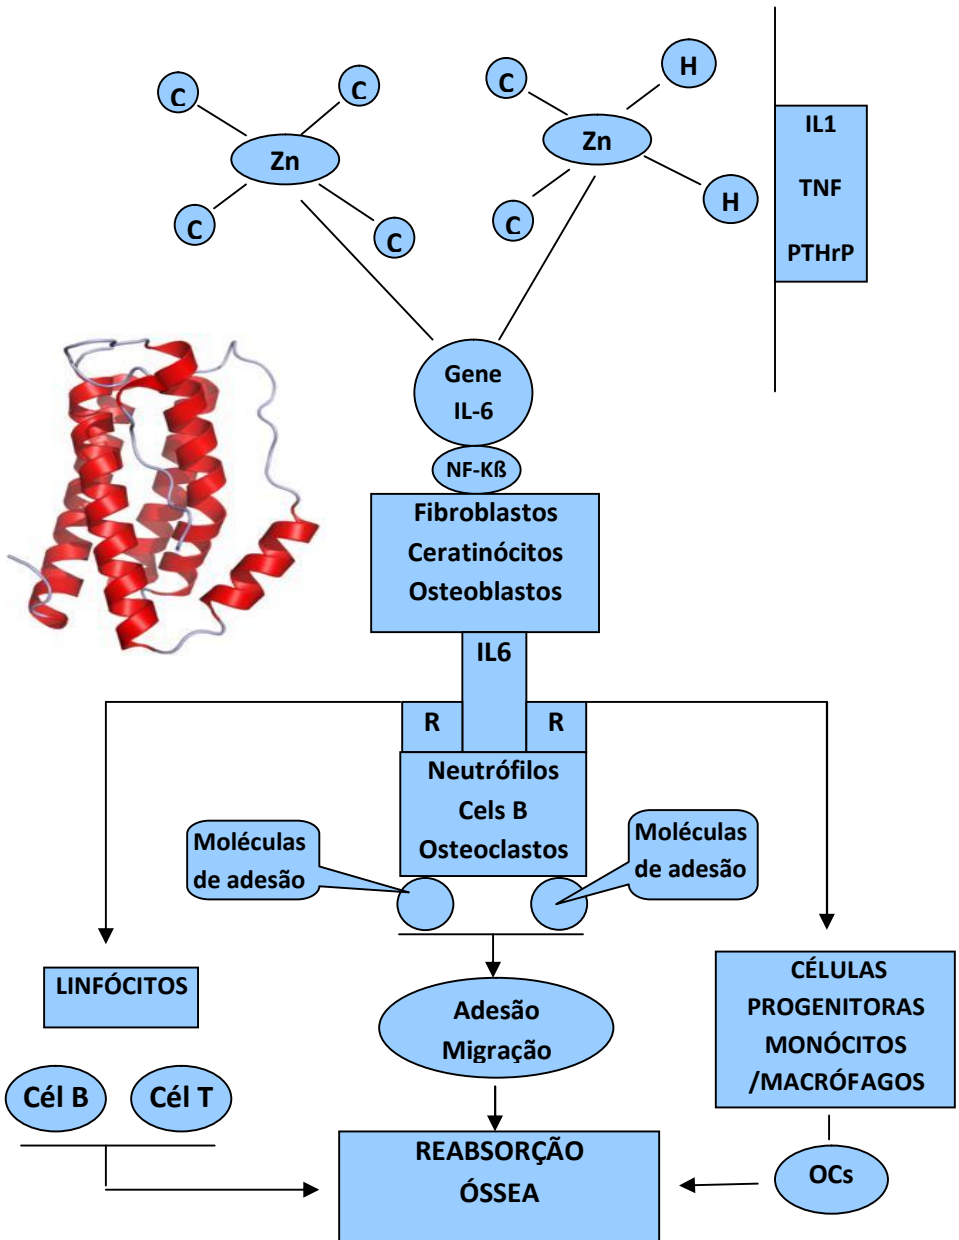 C
C
Zn
C
C
C
H
Zn
C
H
IL1
TNF
PTHrP
Gene
IL-6
NF-Kß
Fibroblastos
Ceratinócitos
Osteoblastos
IL6
R
R
Neutrófilos
Cels B
Osteoclastos
Moléculas
de adesão
Moléculas
de adesão
LINFÓCITOS
Adesão
Migração
CÉLULAS
PROGENITORAS
MONÓCITOS
/MACRÓFAGOS
Cél B
Cél T
REABSORÇÃO
ÓSSEA
OCs